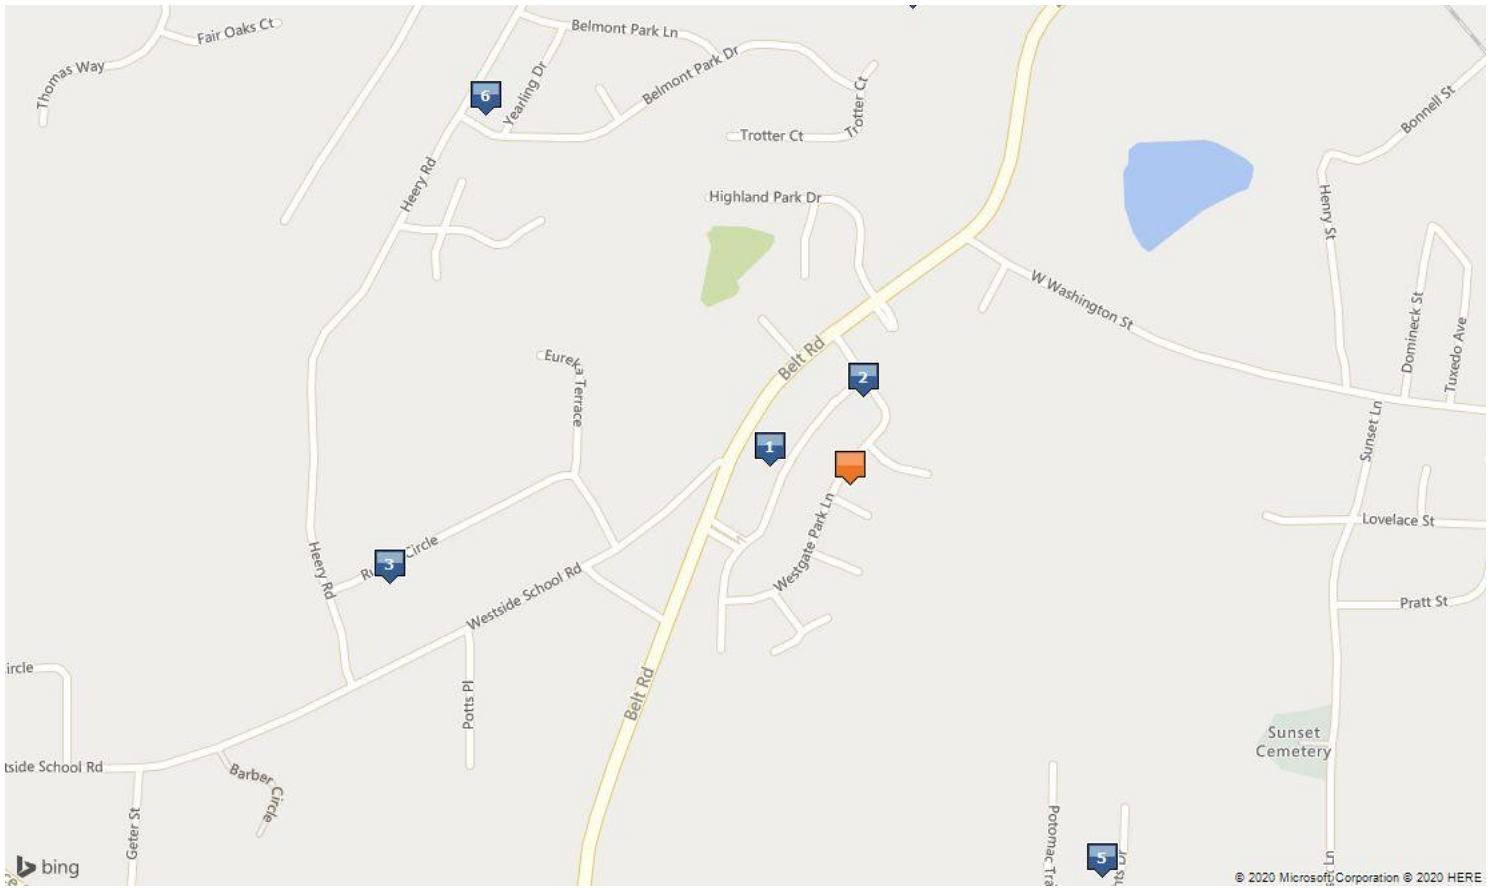 Fair Oaks Ct
Belmont Park Ln
Thomas Way
Belmont Park Dr
6
Yearling Dr
Trotter Ct
Trotter Ct
Bonnell St
Heery Rd
Highland Park Dr
Henry St
W Washington St
Domineck St
Tuxedo Ave
Belt Rd
Eureka Terrace
2
1
Sunset Ln
Westgate Park Ln
Lovelace St
Heery Rd
3
Circle
Westside School Rd
Pratt St
ircle
Belt Rd
Potts Pl
Sunset
Cemetery
tside School Rd
Barber Circle
Geter St
Potomac Tra
5
nts Dr
Ln
bing
© 2020 Microsoft Corporation © 2020 HERE